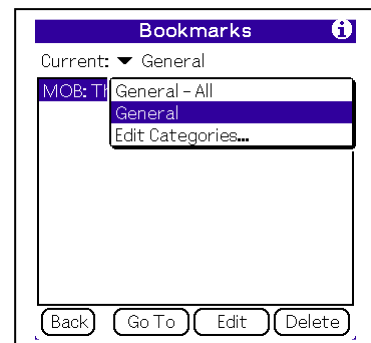 Bookmarks i
Current: General
MOB: Th
General - All
General
Edit Categories...
Back Go To Edit Delete